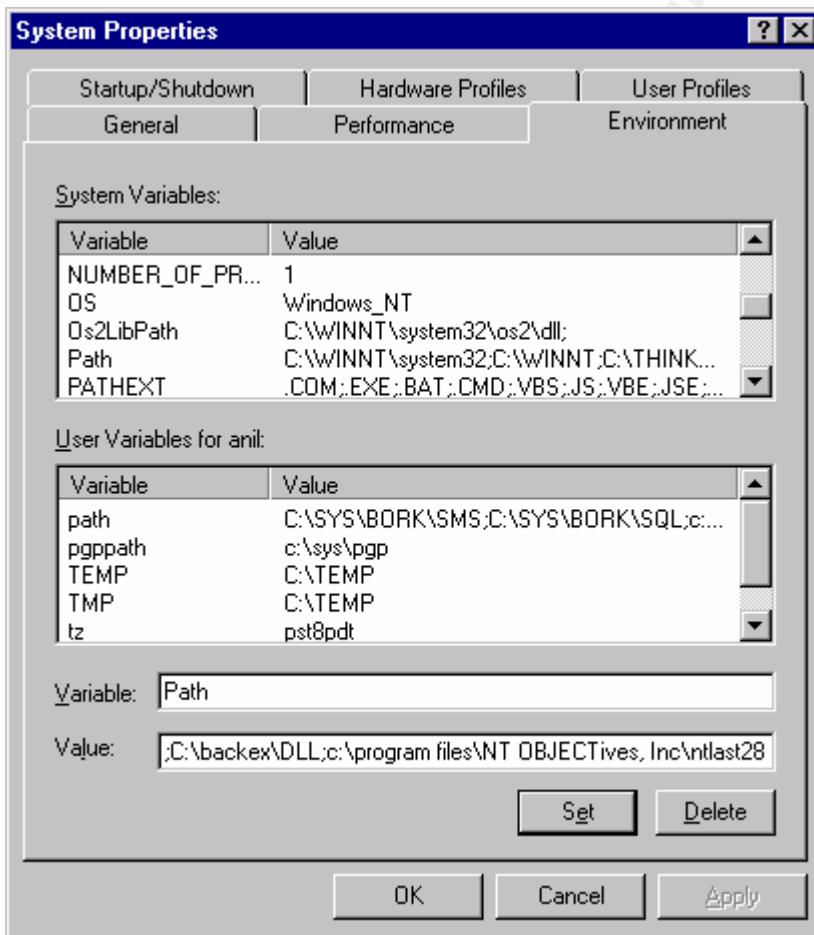 System Properties
Startup/Shutdown Hardware Profiles User Profiles
General Performance Environment
System Variables:
Variable Value
NUMBER_OF_PR... 1
OS Windows_NT
Os2LibPath C:\WINNT\system32\os2\dll;
Path C:\WINNT\system32;C:\WINNT;C:\THINK...
PATHEXT .COM;.EXE;.BAT;.CMD;.VBS;.JS;.VBE;.JSE;...
User Variables for anil:
Variable Value
path C:\SYS\BORK\SMS;C:\SYS\BORK\SQL;c:...
pgppath c:\sys\pgp
TEMP C:\TEMP
TMP C:\TEMP
tz pst8pdt
Variable: Path
Value: ;C:\backex\DLL;c:\program files\NT OBJECTives, Inc\ntlast28
Set Delete
OK Cancel Apply